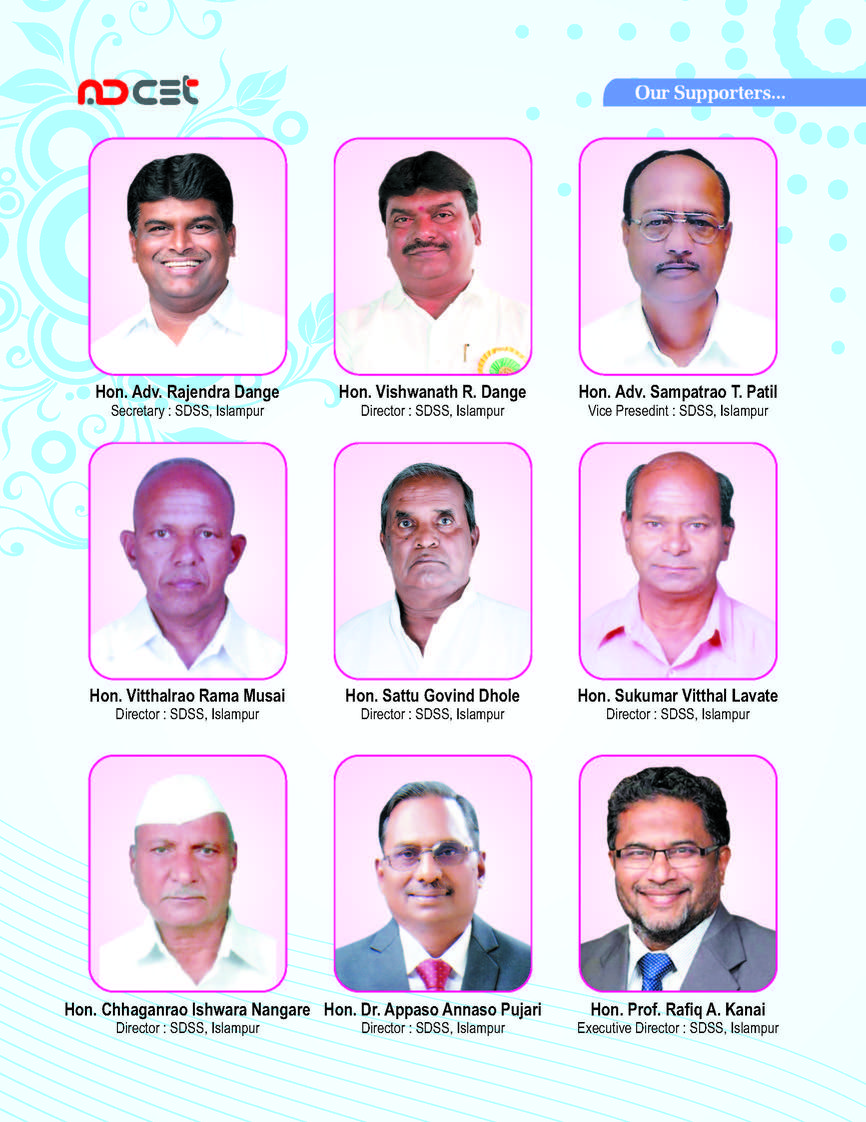 ADCET
Our Supporters...
Hon. Adv. Rajendra Dange
Secretary : SDSS, Islampur
Hon. Vishwanath R. Dange
Director : SDSS, Islampur
Hon. Adv. Sampatrao T. Patil
Vice Presedint : SDSS, Islampur
Hon. Vitthalrao Rama Musai
Director : SDSS, Islampur
Hon. Sattu Govind Dhole
Director : SDSS, Islampur
Hon. Sukumar Vitthal Lavate
Director : SDSS, Islampur
Hon. Chhaganrao Ishwara Nangare
Director : SDSS, Islampur
Hon. Dr. Appaso Annaso Pujari
Director : SDSS, Islampur
Hon. Prof. Rafiq A. Kanai
Executive Director : SDSS, Islampur